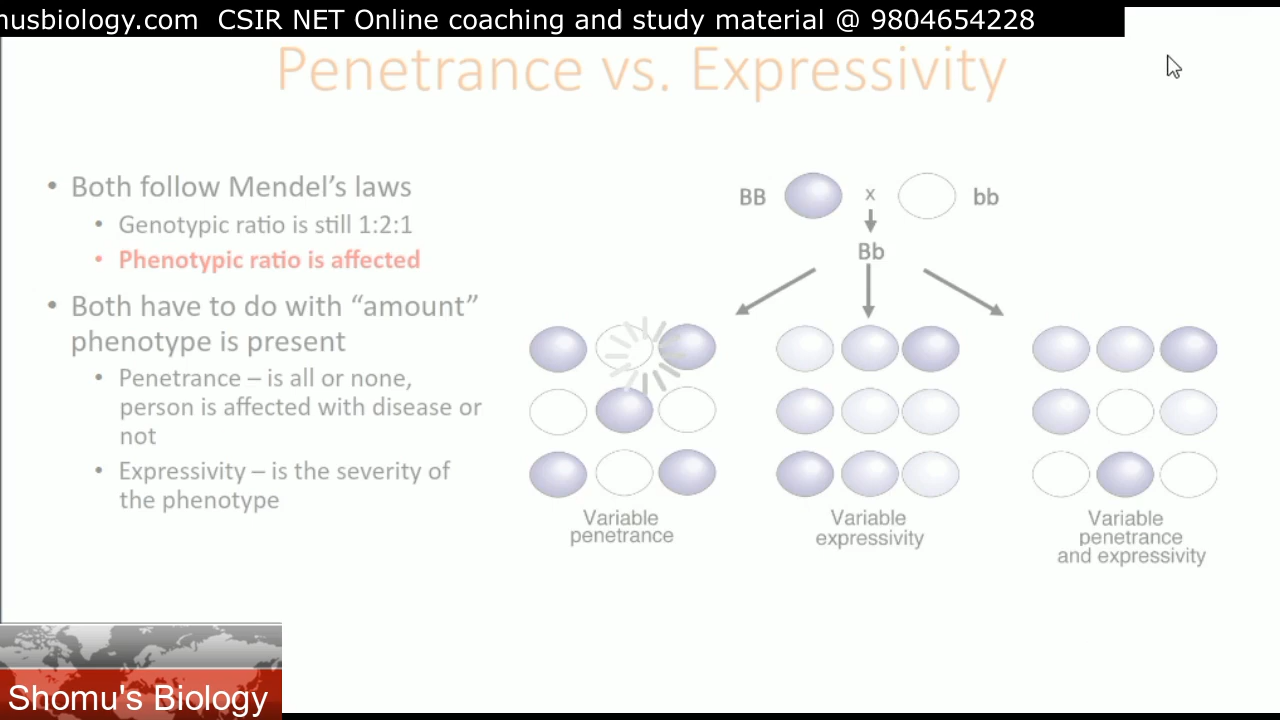 musbiology.com CSIR NET Online coaching and study material @ 9804654228
Penetrance vs. Expressivity
• Both follow Mendel's laws
• Genotypic ratio is still 1:2:1
• Phenotypic ratio is affected
• Both have to do with “amount”
phenotype is present
• Penetrance – is all or none,
person is affected with disease or
not
• Expressivity – is the severity of
the phenotype
BB x bb
Bb
Variable
penetrance
Variable
expressivity
Variable
penetrance
and expressivity
Shomu's Biology